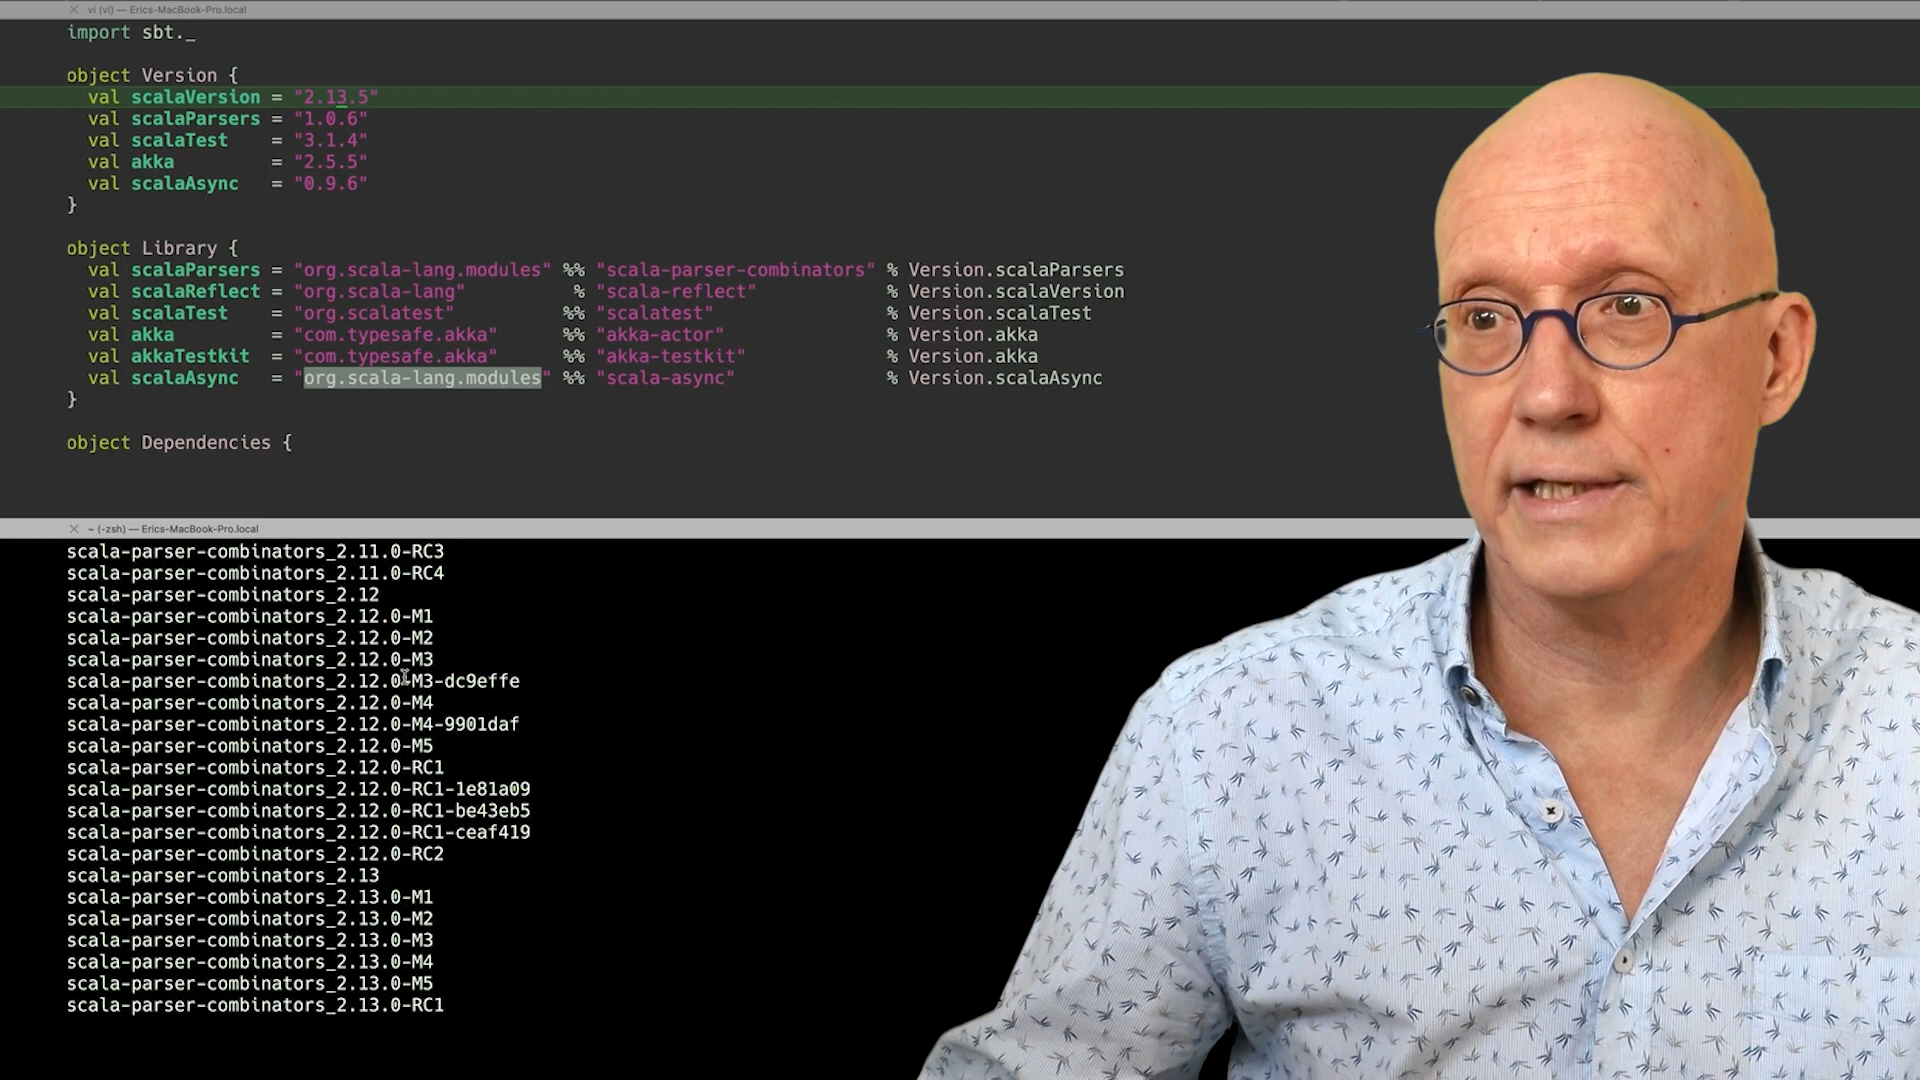 vi (vi) — Erics-MacBook-Pro.local
import sbt._
object Version {
val scalaVersion = "2.13.5"
val scalaParsers = "1.0.6"
val scalaTest = "3.1.4"
val akka = "2.5.5"
val scalaAsync = "0.9.6"
}
object Library {
val scalaParsers = "org.scala-lang.modules" %% "scala-parser-combinators" % Version.scalaParsers
val scalaReflect = "org.scala-lang" % "scala-reflect" % Version.scalaVersion
val scalaTest = "org.scalatest" %% "scalatest" % Version.scalaTest
val akka = "com.typesafe.akka" %% "akka-actor" % Version.akka
val akkaTestkit = "com.typesafe.akka" %% "akka-testkit" % Version.akka
val scalaAsync = "org.scala-lang.modules" %% "scala-async" % Version.scalaAsync
}
object Dependencies {
~ (-zsh) — Erics-MacBook-Pro.local
scala-parser-combinators_2.11.0-RC3
scala-parser-combinators_2.11.0-RC4
scala-parser-combinators_2.12
scala-parser-combinators_2.12.0-M1
scala-parser-combinators_2.12.0-M2
scala-parser-combinators_2.12.0-M3
scala-parser-combinators_2.12.0-M3-dc9effe
scala-parser-combinators_2.12.0-M4
scala-parser-combinators_2.12.0-M4-9901daf
scala-parser-combinators_2.12.0-M5
scala-parser-combinators_2.12.0-RC1
scala-parser-combinators_2.12.0-RC1-1e81a09
scala-parser-combinators_2.12.0-RC1-be43eb5
scala-parser-combinators_2.12.0-RC1-ceaf419
scala-parser-combinators_2.12.0-RC2
scala-parser-combinators_2.13
scala-parser-combinators_2.13.0-M1
scala-parser-combinators_2.13.0-M2
scala-parser-combinators_2.13.0-M3
scala-parser-combinators_2.13.0-M4
scala-parser-combinators_2.13.0-M5
scala-parser-combinators_2.13.0-RC1